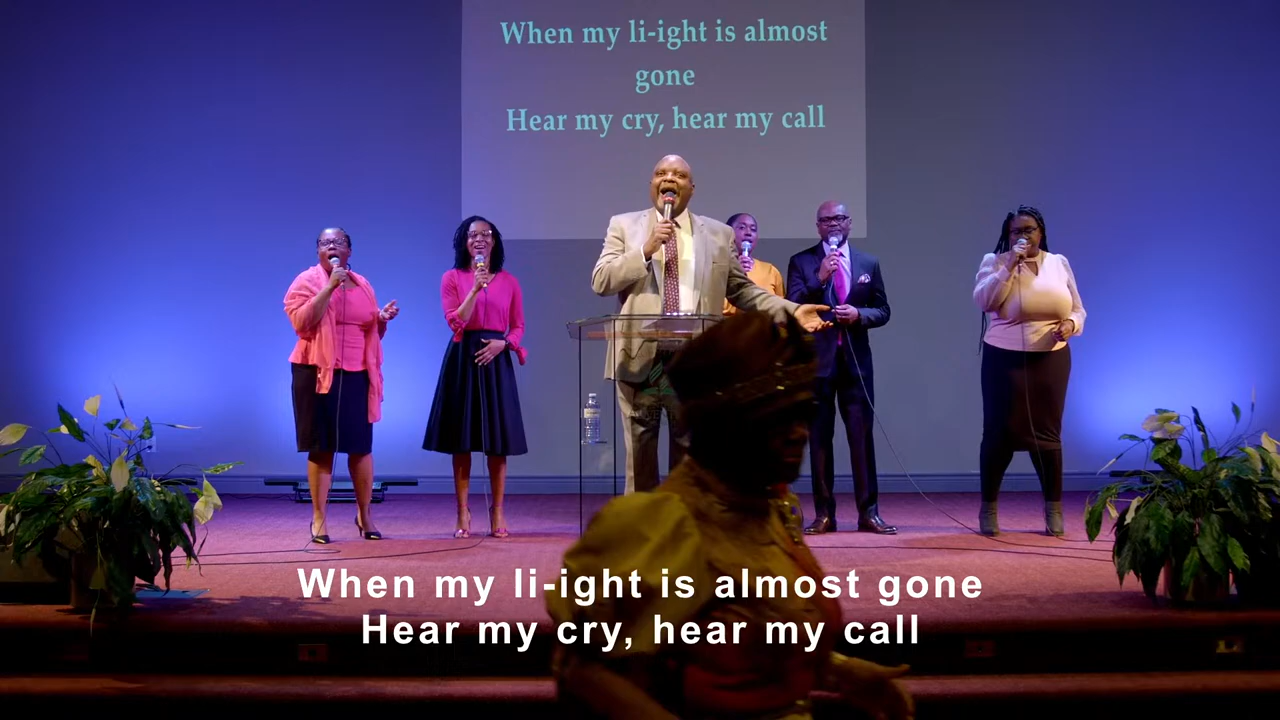 When my li-ight is almost
gone
Hear my cry, hear my call
When my li-ight is almost gone
Hear my cry, hear my call